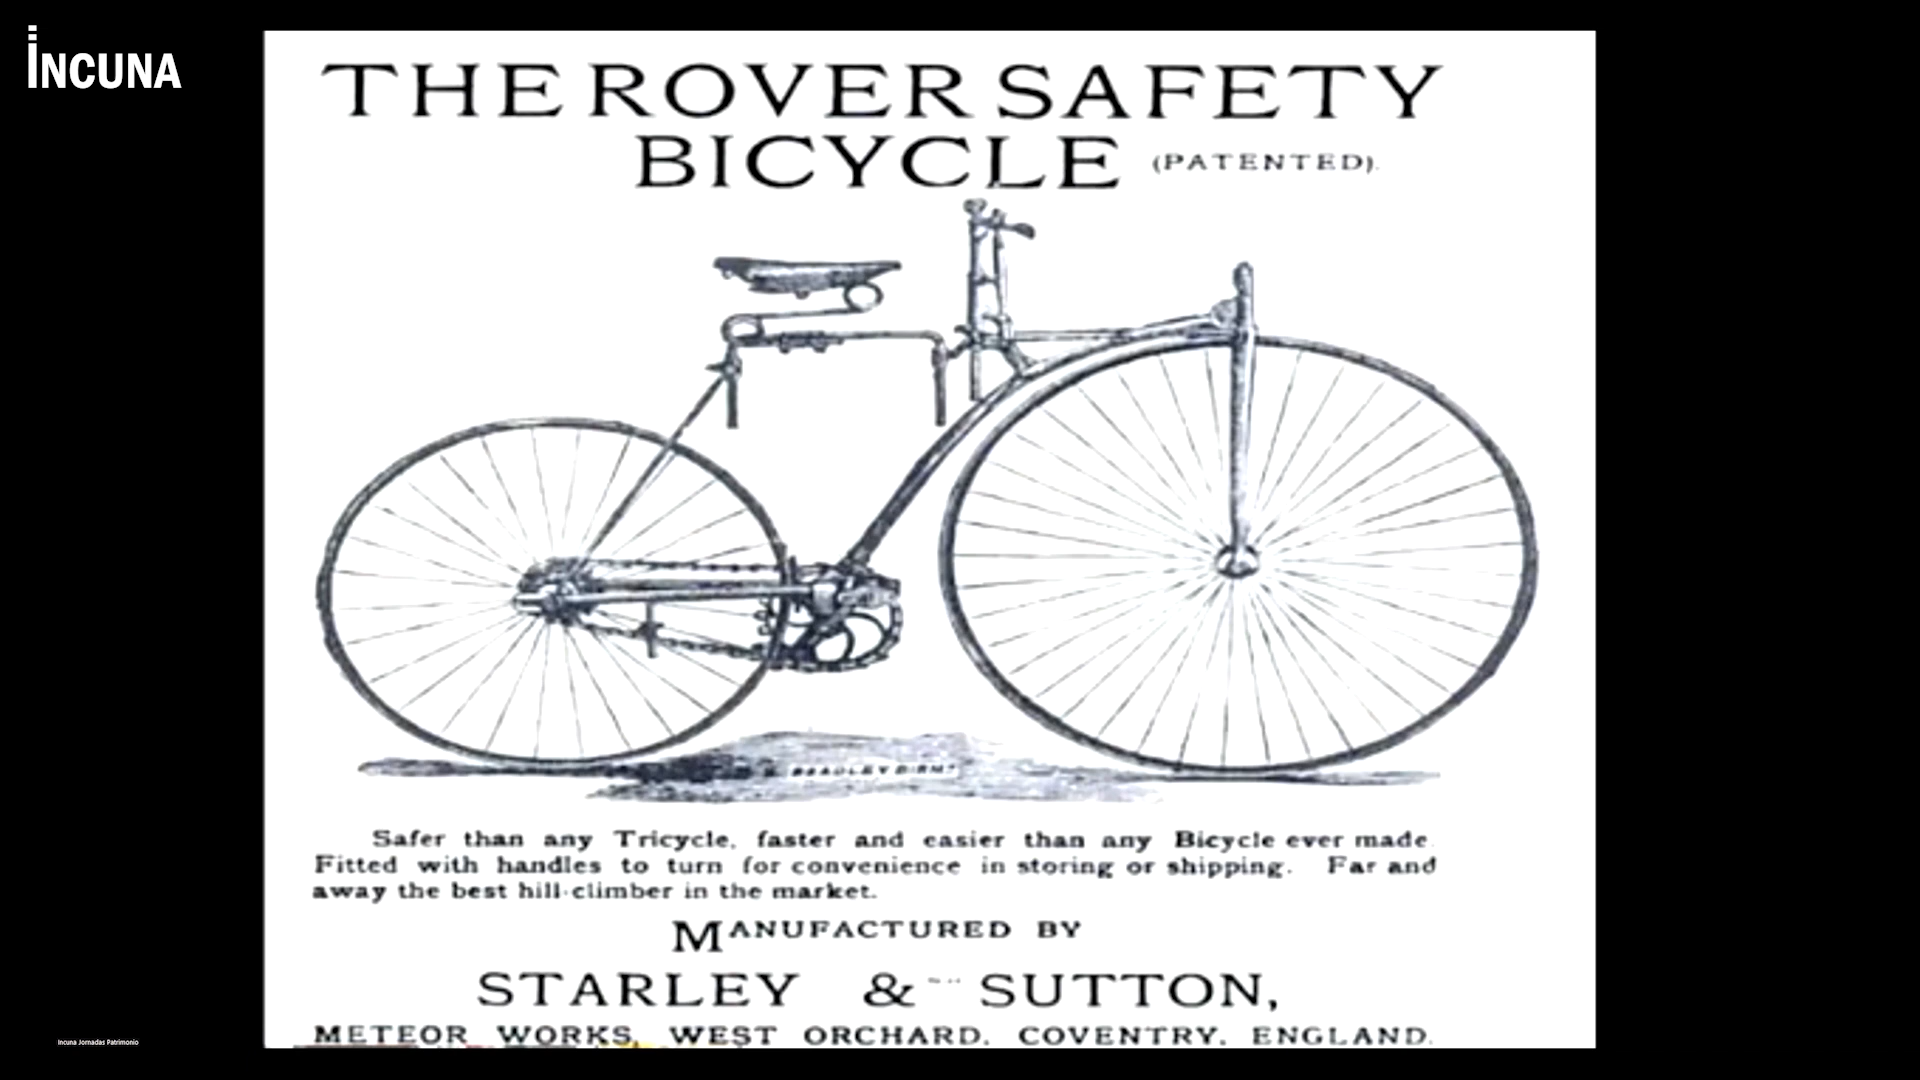 INCUNA
THE ROVER SAFETY
BICYCLE (PATENTED).
Safer than any Tricycle, faster and easier than any Bicycle ever made.
Fitted with handles to turn for convenience in storing or shipping. Far and
away the best hill-climber in the market.
MANUFACTURED BY
STARLEY & SUTTON,
METEOR WORKS, WEST ORCHARD, COVENTRY, ENGLAND.
Incuna Jornadas Patrimonio